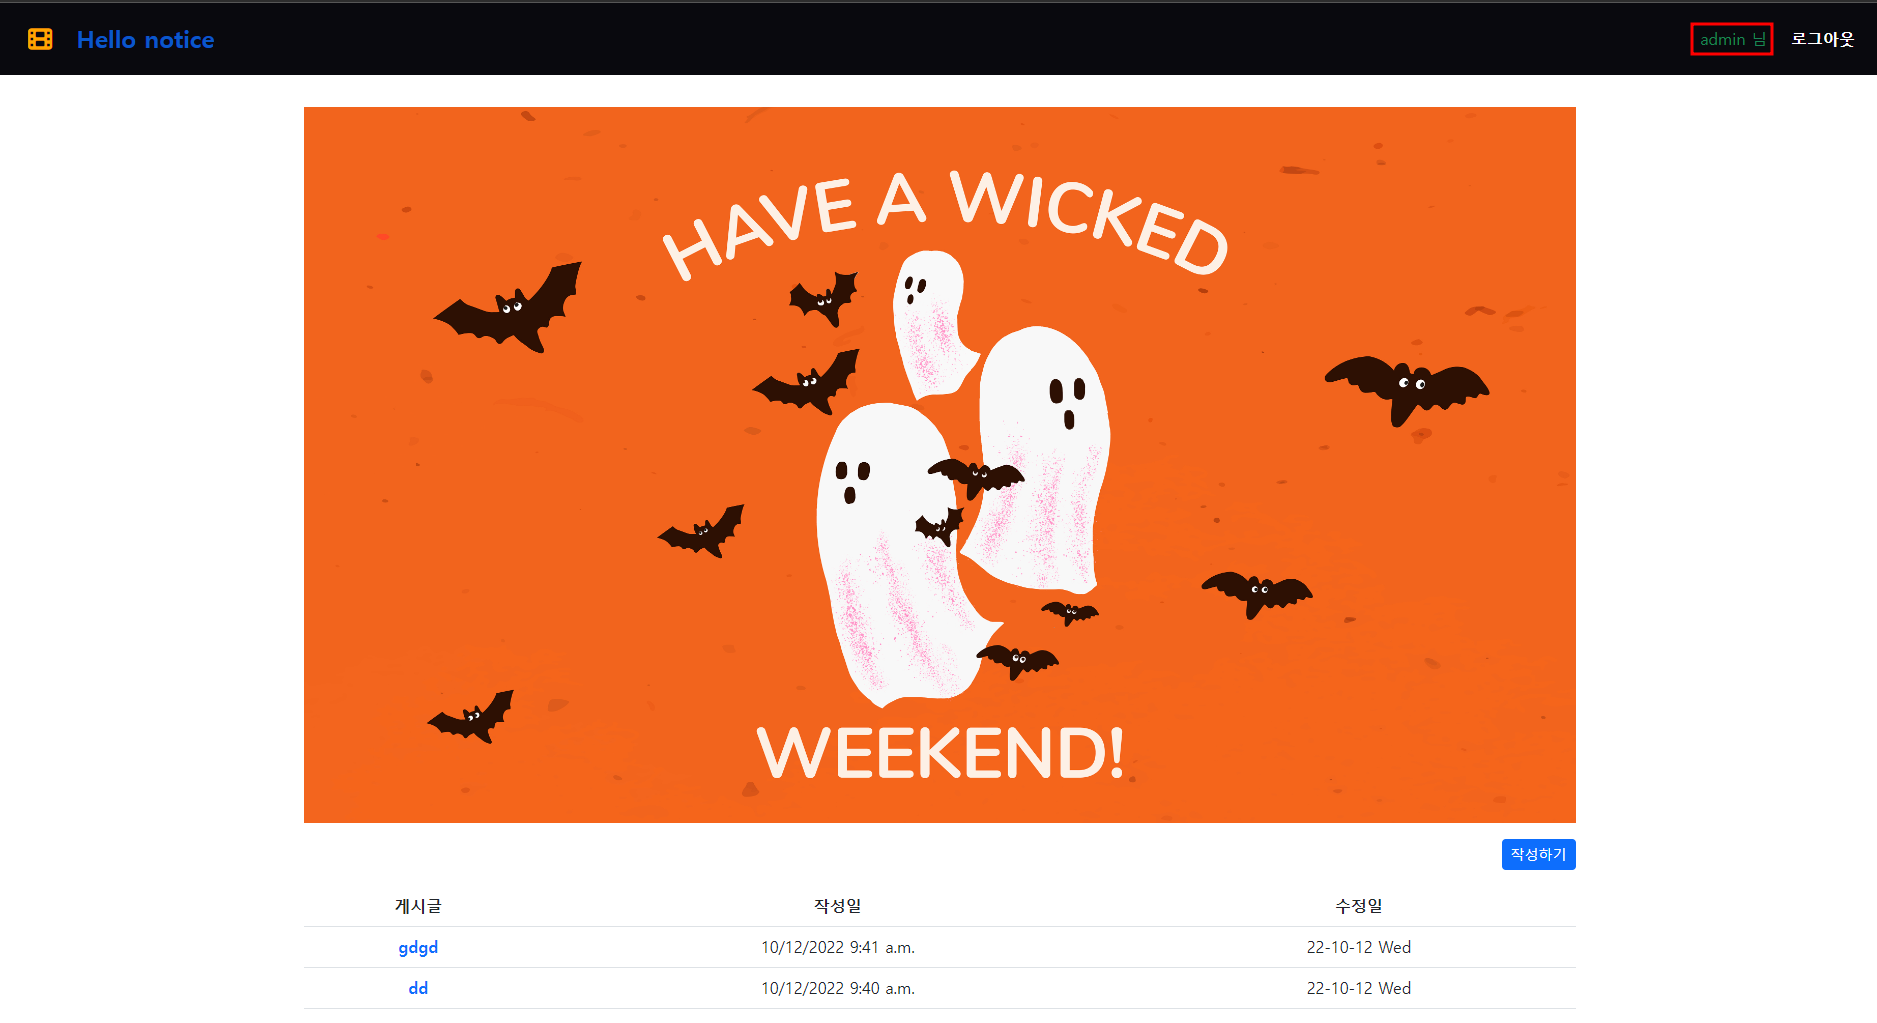 Hello notice
admin 님 로그아웃
HAVE A WICKED
WEEKEND!
작성하기
게시글 작성일 수정일
gdgd 10/12/2022 9:41 a.m. 22-10-12 Wed
dd 10/12/2022 9:40 a.m. 22-10-12 Wed